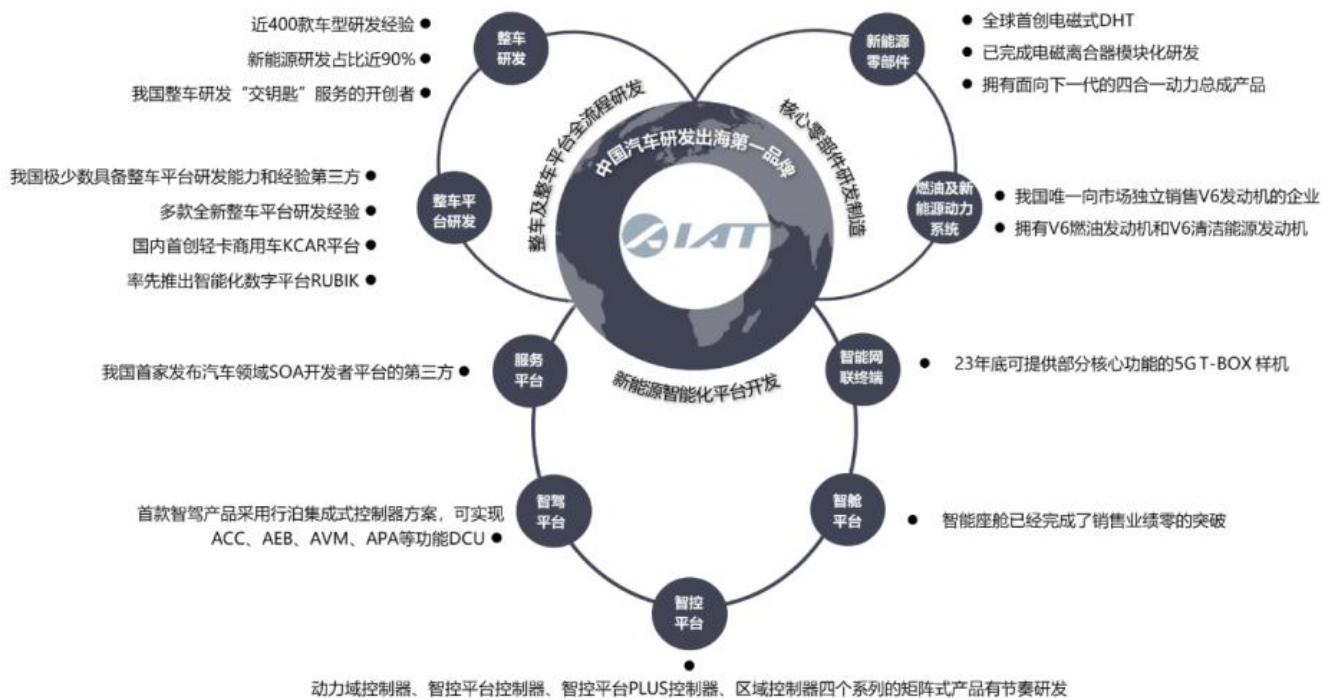 近400款车型研发经验
新能源研发占比近90%
我国整车研发“交钥匙”服务的开创者
整车
研发
新能源
零部件
全球首创电磁式DHT
已完成电磁离合器模块化研发
拥有面向下一代的四合一动力总成产品
整车及整车平台全流程研发
中国汽车研发出海第一品牌
核心零部件研发制造
IAT
我国极少数具备整车平台研发能力和经验第三方
多款全新整车平台研发经验
国内首创轻卡商用车KCAR平台
率先推出智能化数字平台RUBIK
整车平
台研发
燃油及新
能源动力
系统
我国唯一向市场独立销售V6发动机的企业
拥有V6燃油发动机和V6清洁能源发动机
新能源智能化平台开发
我国首家发布汽车领域SOA开发者平台的第三方
服务
平台
智能网
联终端
23年底可提供部分核心功能的5G T-BOX 样机
首款智驾产品采用行泊集成式控制器方案，可实现
ACC、AEB、AVM、APA等功能DCU
智驾
平台
智舱
平台
智能座舱已经完成了销售业绩零的突破
智控
平台
动力域控制器、智控平台控制器、智控平台PLUS控制器、区域控制器四个系列的矩阵式产品有节奏研发